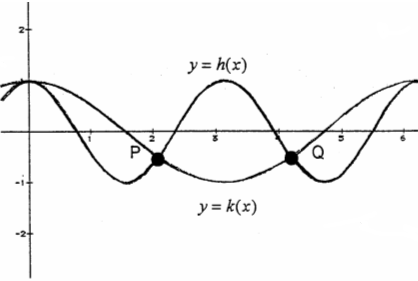 2
y = h(x)
1 2 3 4 5 6
P Q
-1
y = k(x)
-2